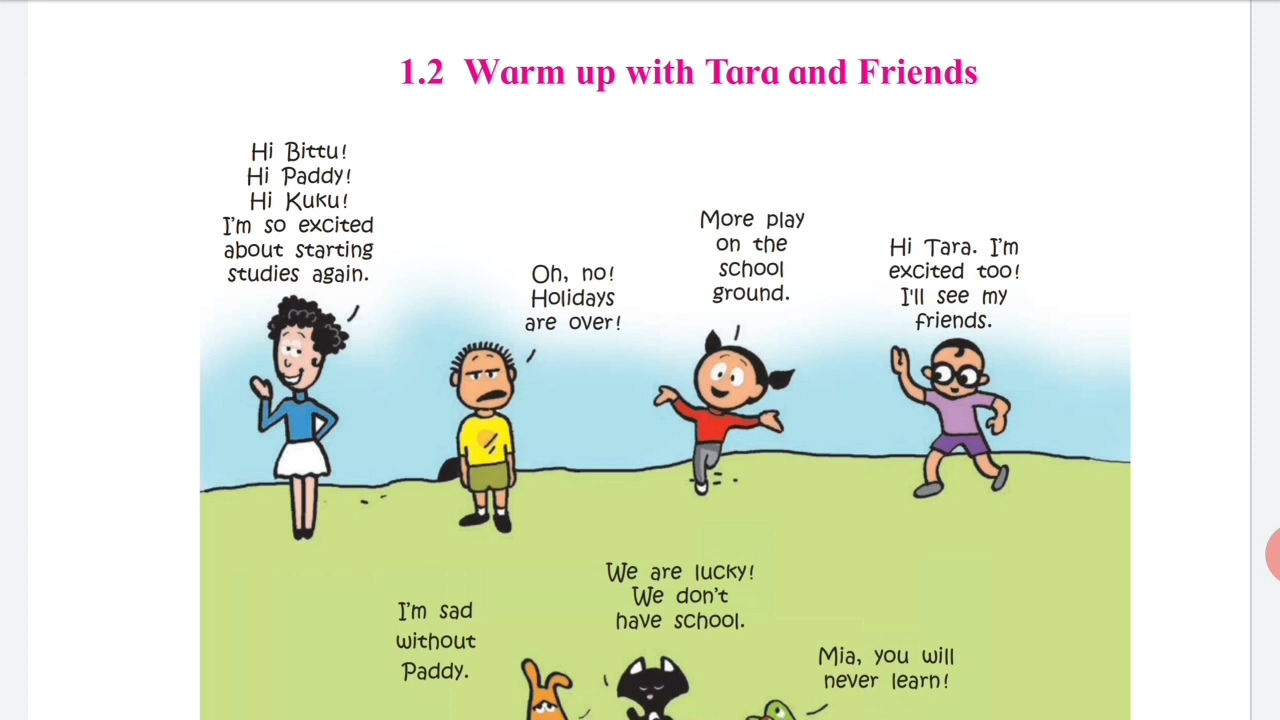 1.2 Warm up with Tara and Friends
Hi Bittu!
Hi Paddy!
Hi Kuku!
I'm so excited
about starting
studies again.
Oh, no!
Holidays
are over!
More play
on the
school
ground.
Hi Tara. I'm
excited too!
I'll see my
friends.
I'm sad
without
Paddy.
We are lucky!
We don't
have school.
Mia, you will
never learn!